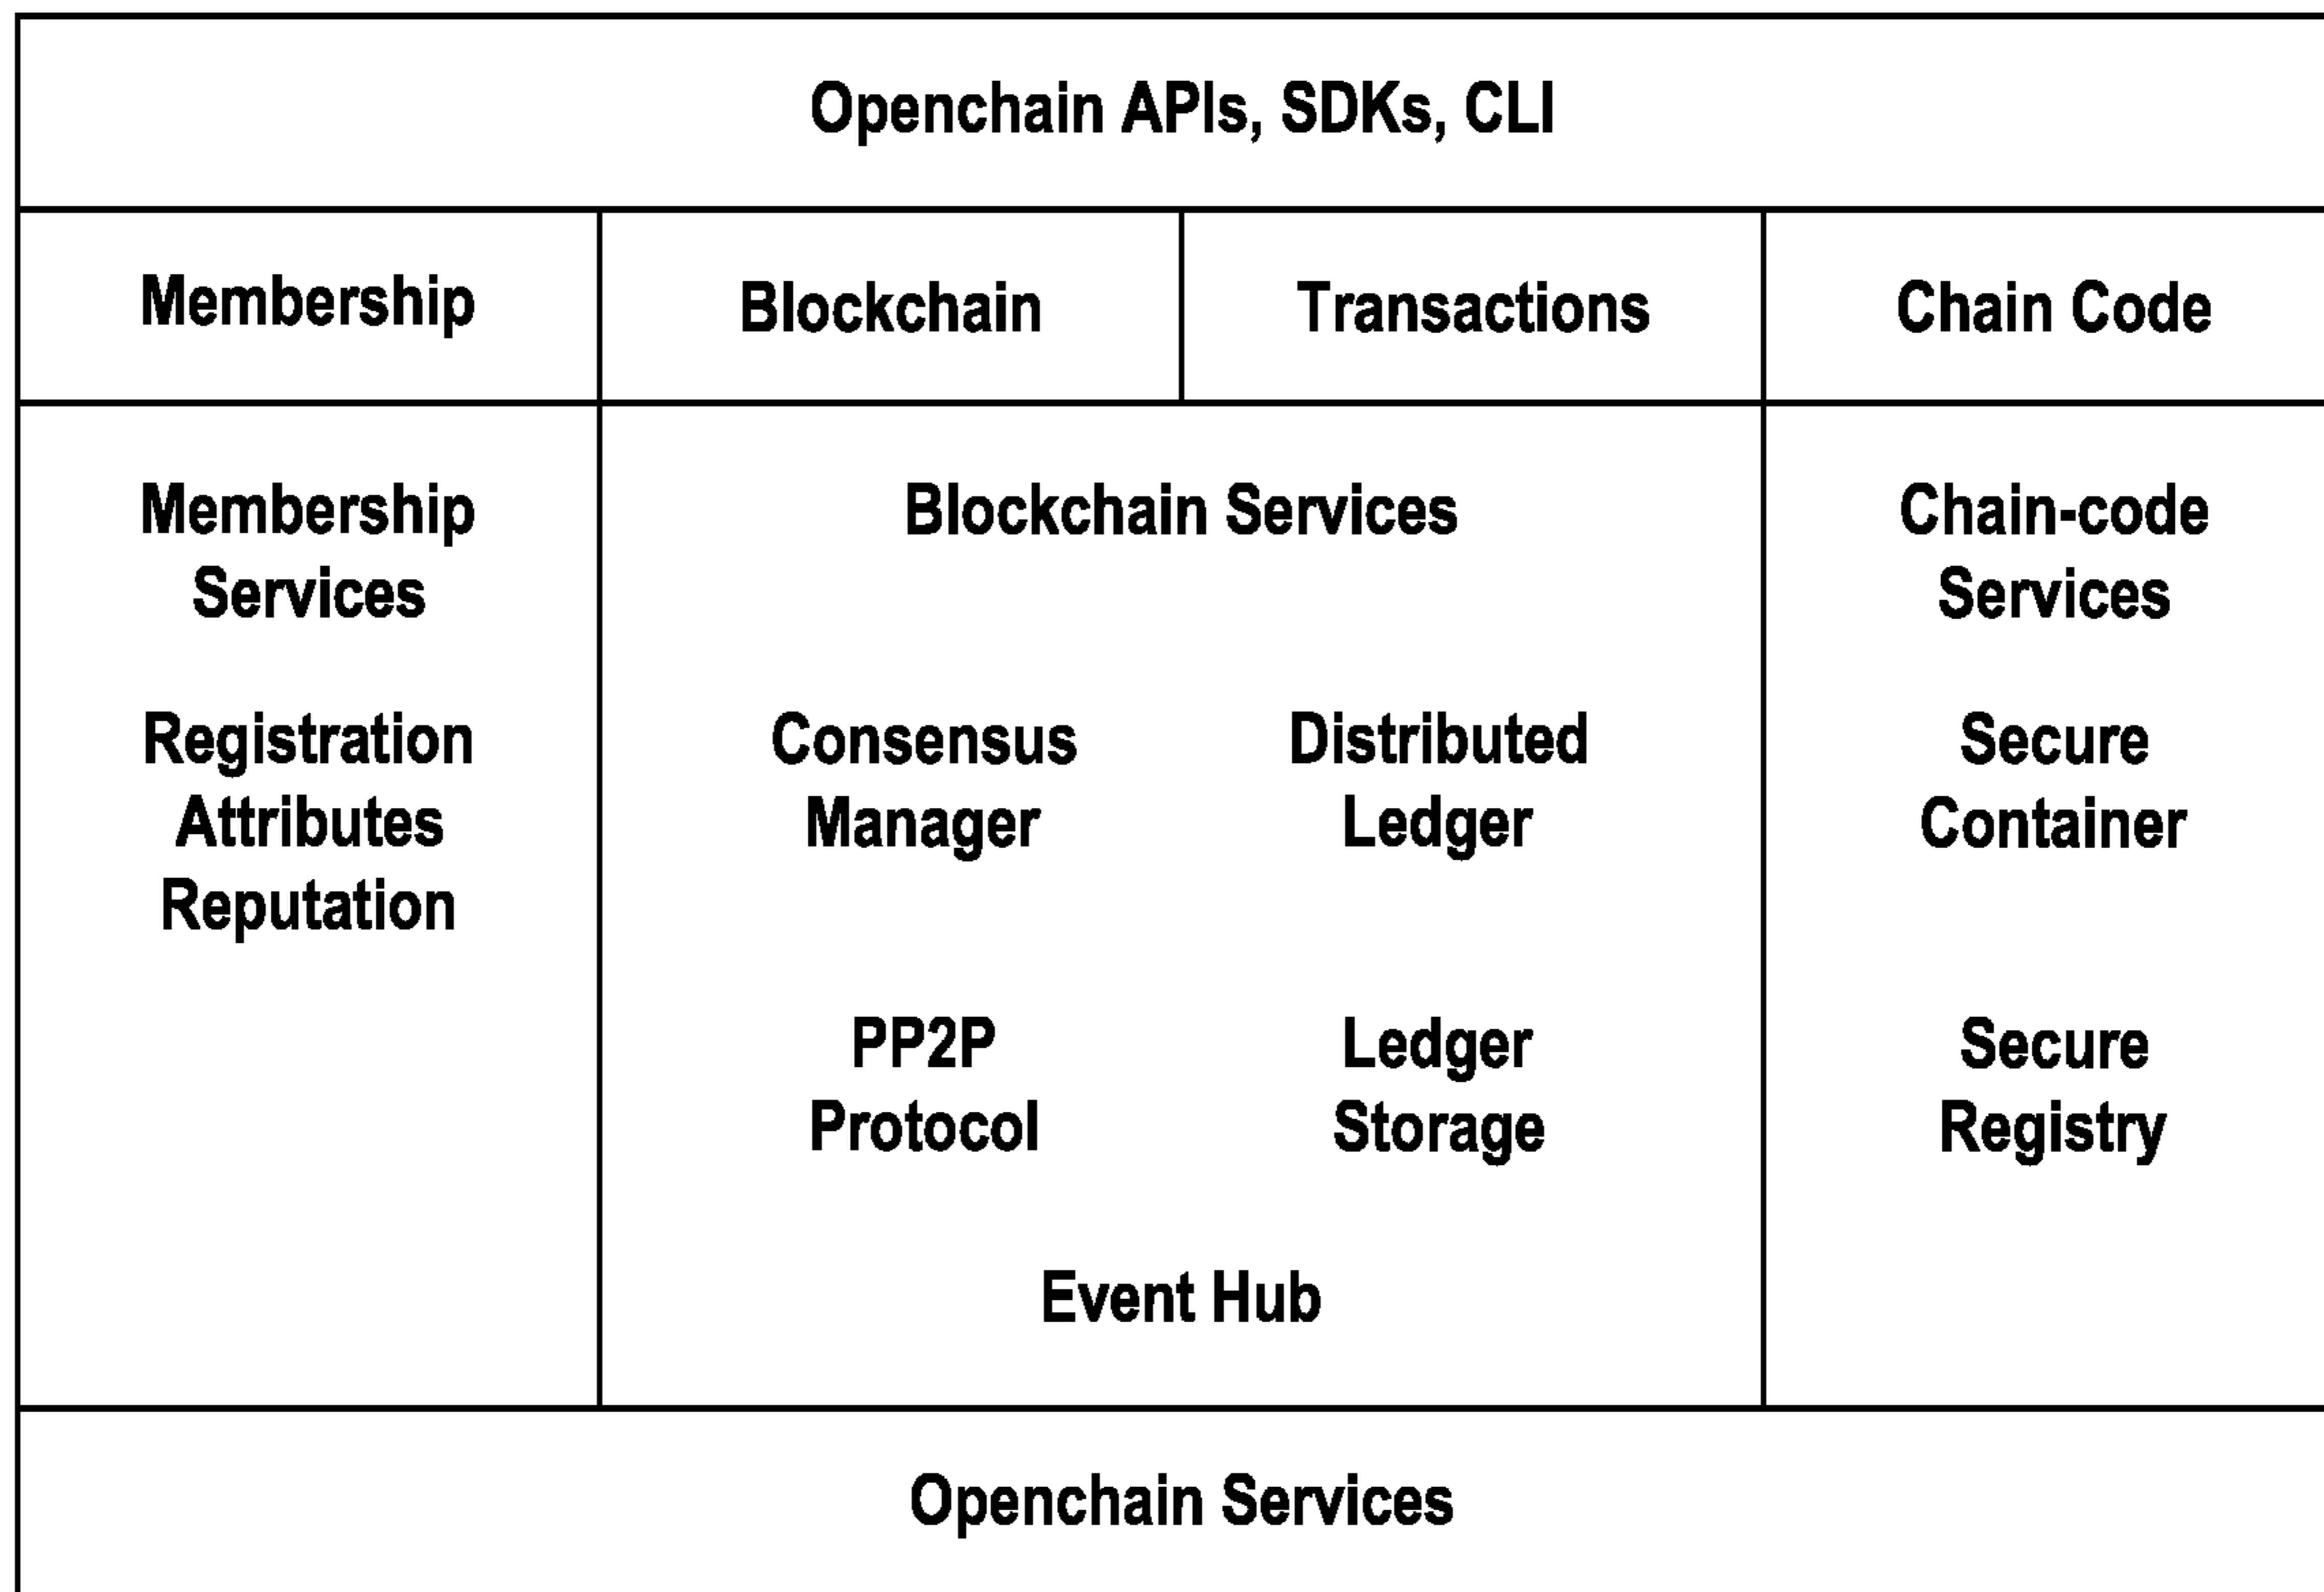 Openchain APIs, SDKs, CLI
Membership
Blockchain
Transactions
Chain Code
Membership
Services
Registration
Attributes
Reputation
Blockchain Services
Consensus
Manager
Distributed
Ledger
PP2P
Protocol
Ledger
Storage
Event Hub
Chain-code
Services
Secure
Container
Secure
Registry
Openchain Services